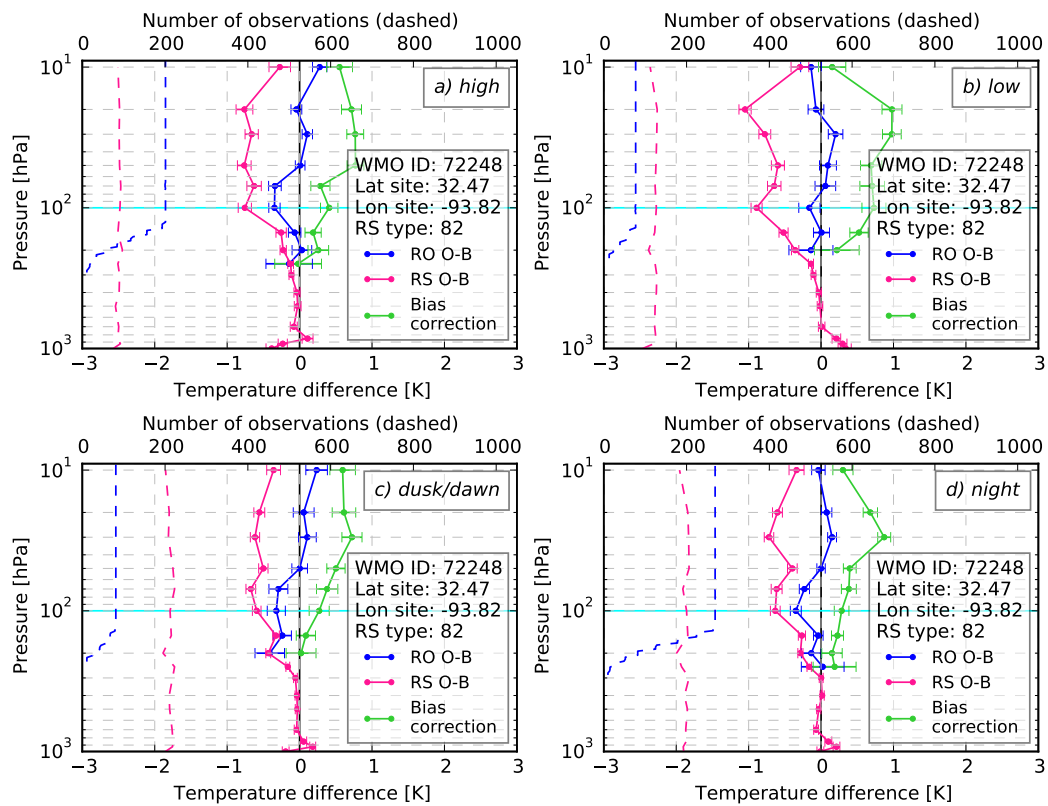 Number of observations (dashed)
0 200 400 600 800 1000
10¹
10²
10³
Pressure [hPa]
a) high
WMO ID: 72248
Lat site: 32.47
Lon site: -93.82
RS type: 82
RO O-B
RS O-B
Bias
correction
−3 −2 −1 0 1 2 3
Temperature difference [K]
Number of observations (dashed)
0 200 400 600 800 1000
10¹
10²
10³
Pressure [hPa]
b) low
WMO ID: 72248
Lat site: 32.47
Lon site: -93.82
RS type: 82
RO O-B
RS O-B
Bias
correction
−3 −2 −1 0 1 2 3
Temperature difference [K]
Number of observations (dashed)
0 200 400 600 800 1000
10¹
10²
10³
Pressure [hPa]
c) dusk/dawn
WMO ID: 72248
Lat site: 32.47
Lon site: -93.82
RS type: 82
RO O-B
RS O-B
Bias
correction
−3 −2 −1 0 1 2 3
Temperature difference [K]
Number of observations (dashed)
0 200 400 600 800 1000
10¹
10²
10³
Pressure [hPa]
d) night
WMO ID: 72248
Lat site: 32.47
Lon site: -93.82
RS type: 82
RO O-B
RS O-B
Bias
correction
−3 −2 −1 0 1 2 3
Temperature difference [K]